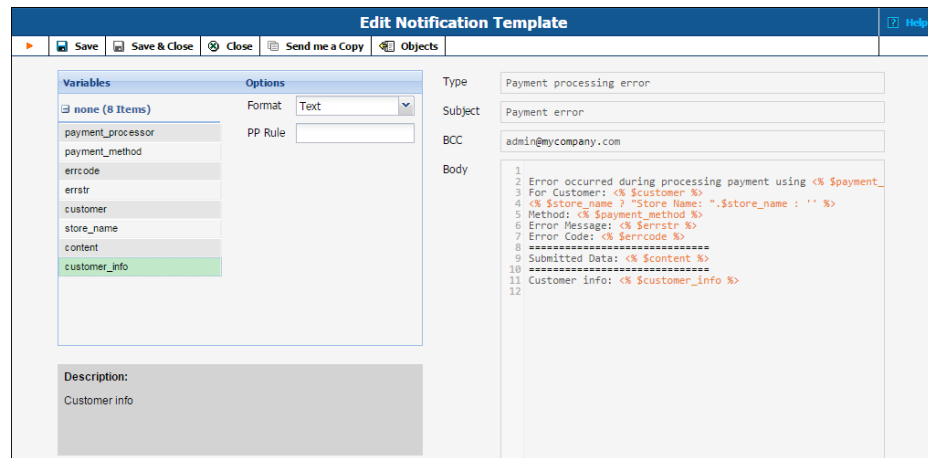 Edit Notification Template
Help
Save Save & Close Close Send me a Copy Objects
Variables Options
none (8 Items)
Format Text
PP Rule
payment_processor
payment_method
errcode
errstr
customer
store_name
content
customer_info
Description:
Customer info
Type Payment processing error
Subject Payment error
BCC admin@mycompany.com
Body
1
2 Error occurred during processing payment using <% $payment_
3 For Customer: <% $customer %>
4 <% $store_name ? "Store Name: ".$store_name : '' %>
5 Method: <% $payment_method %>
6 Error Message: <% $errstr %>
7 Error Code: <% $errcode %>
8 ==============================
9 Submitted Data: <% $content %>
10 ==============================
11 Customer info: <% $customer_info %>
12